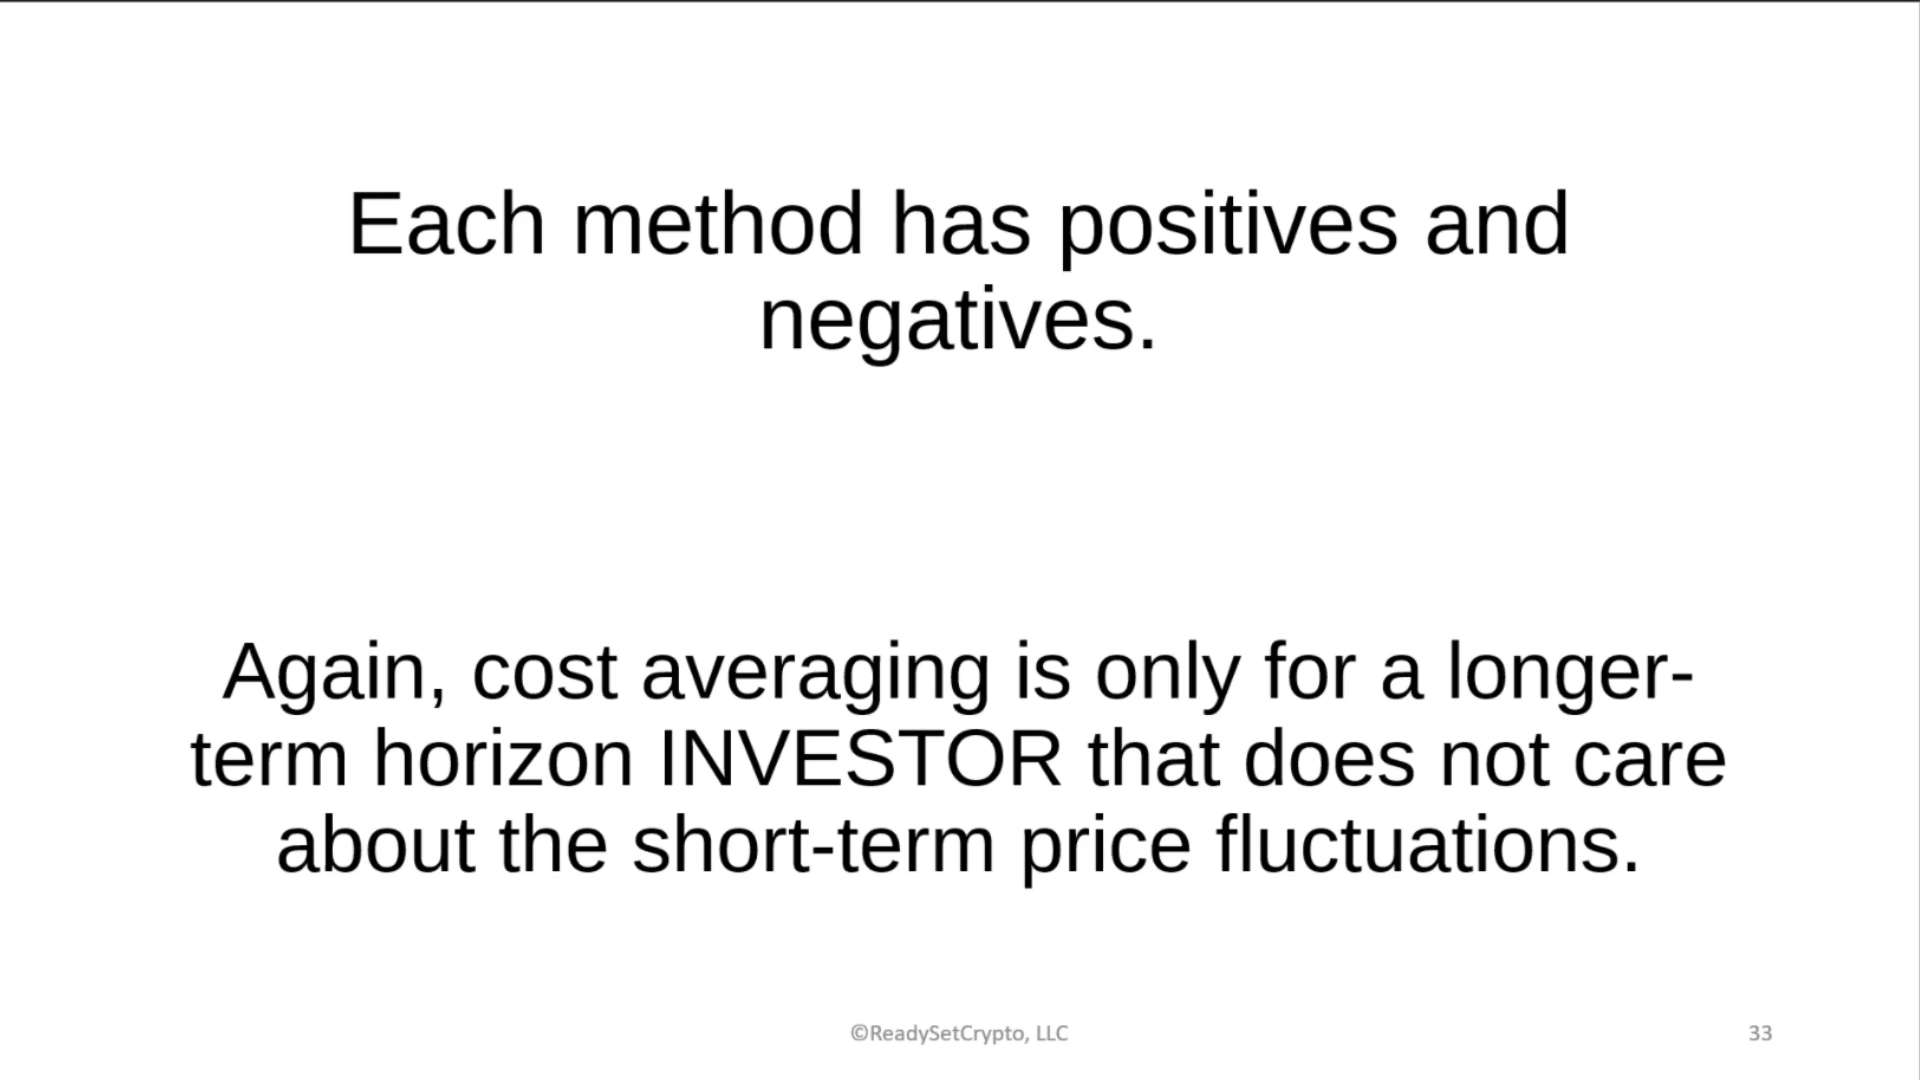 Each method has positives and
negatives.
Again, cost averaging is only for a longer-
term horizon INVESTOR that does not care
about the short-term price fluctuations.
©ReadySetCrypto, LLC
33